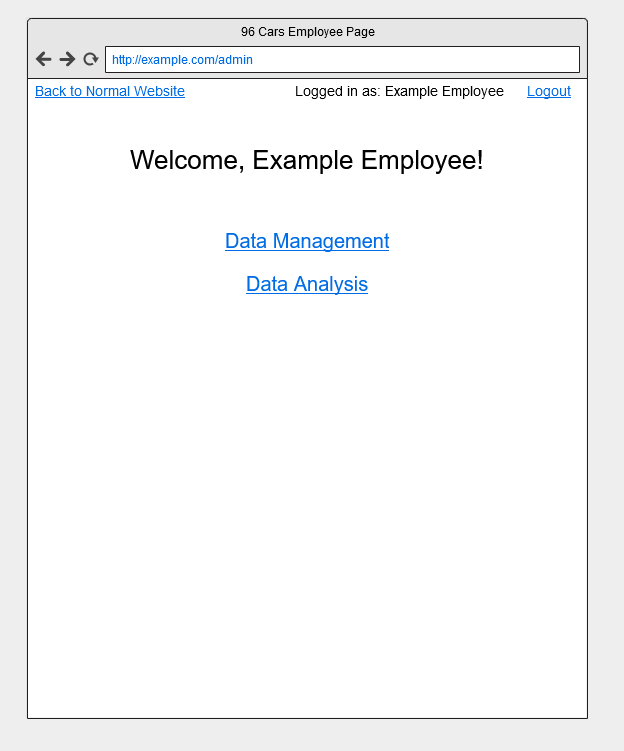 96 Cars Employee Page
http://example.com/admin
Back to Normal Website Logged in as: Example Employee Logout
Welcome, Example Employee!
Data Management
Data Analysis